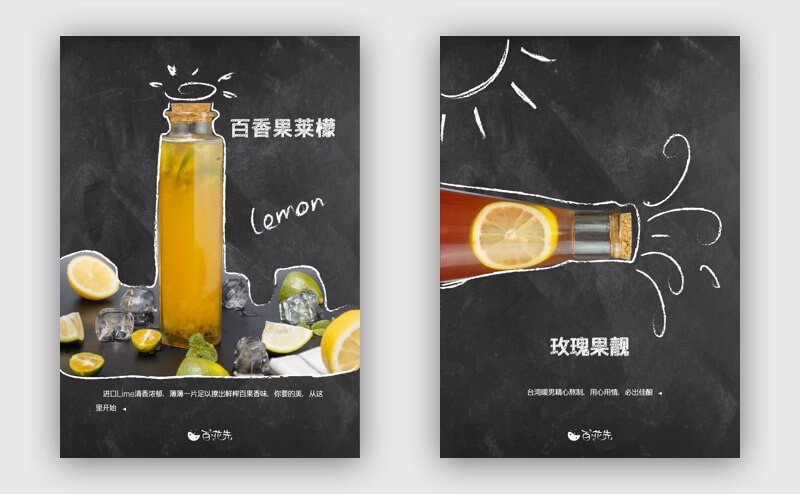 百香果莱檬
Lemon
进口Lime清香浓郁，薄薄一片足以撩出鲜榨百果香味，你要的美，从这
里开始
百花先
玫瑰果靓
台湾暖男精心熬制，用心用情，必出佳酿
百花先